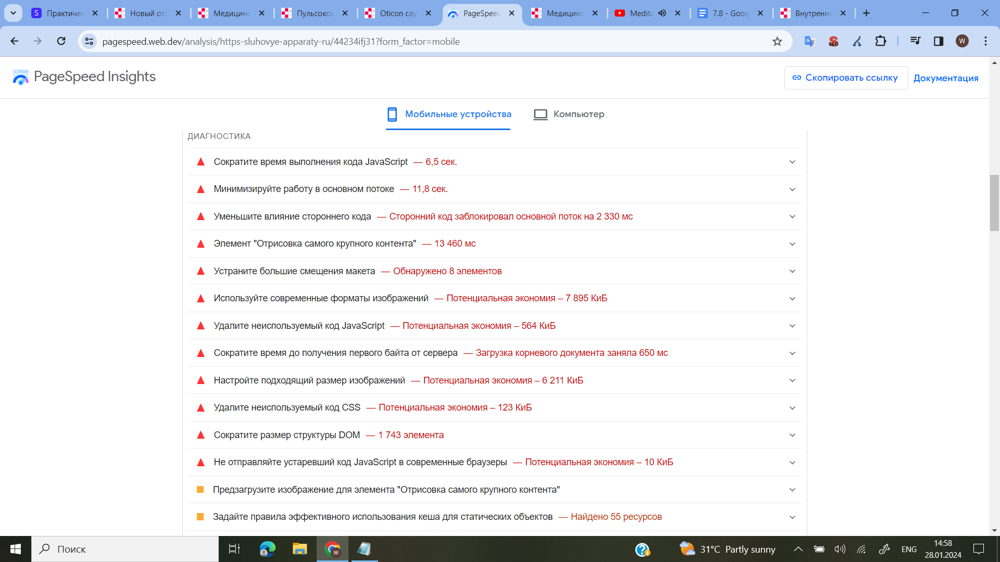 Практичес
Новый отз
Медицинс
Пульсокси
Oticon слу
PageSpeed
Медицинс
Medita
7.8 - Goog
Внутрення
pagespeed.web.dev/analysis/https-sluhovye-apparaty-ru/44234ifj31?form_factor=mobile
SEO
W
PageSpeed Insights
Скопировать ссылку
Документация
Мобильные устройства
Компьютер
ДИАГНОСТИКА
Сократите время выполнения кода JavaScript — 6,5 сек.
Минимизируйте работу в основном потоке — 11,8 сек.
Уменьшите влияние стороннего кода — Сторонний код заблокировал основной поток на 2 330 мс
Элемент "Отрисовка самого крупного контента" — 13 460 мс
Устраните большие смещения макета — Обнаружено 8 элементов
Используйте современные форматы изображений — Потенциальная экономия – 7 895 КиБ
Удалите неиспользуемый код JavaScript — Потенциальная экономия – 564 КиБ
Сократите время до получения первого байта от сервера — Загрузка корневого документа заняла 650 мс
Настройте подходящий размер изображений — Потенциальная экономия – 6 211 КиБ
Удалите неиспользуемый код CSS — Потенциальная экономия – 123 КиБ
Сократите размер структуры DOM — 1 743 элемента
Не отправляйте устаревший код JavaScript в современные браузеры — Потенциальная экономия – 10 КиБ
Предзагрузите изображение для элемента "Отрисовка самого крупного контента"
Задайте правила эффективного использования кеша для статических объектов — Найдено 55 ресурсов
Поиск
31°C Partly sunny
ENG
14:58
28.01.2024